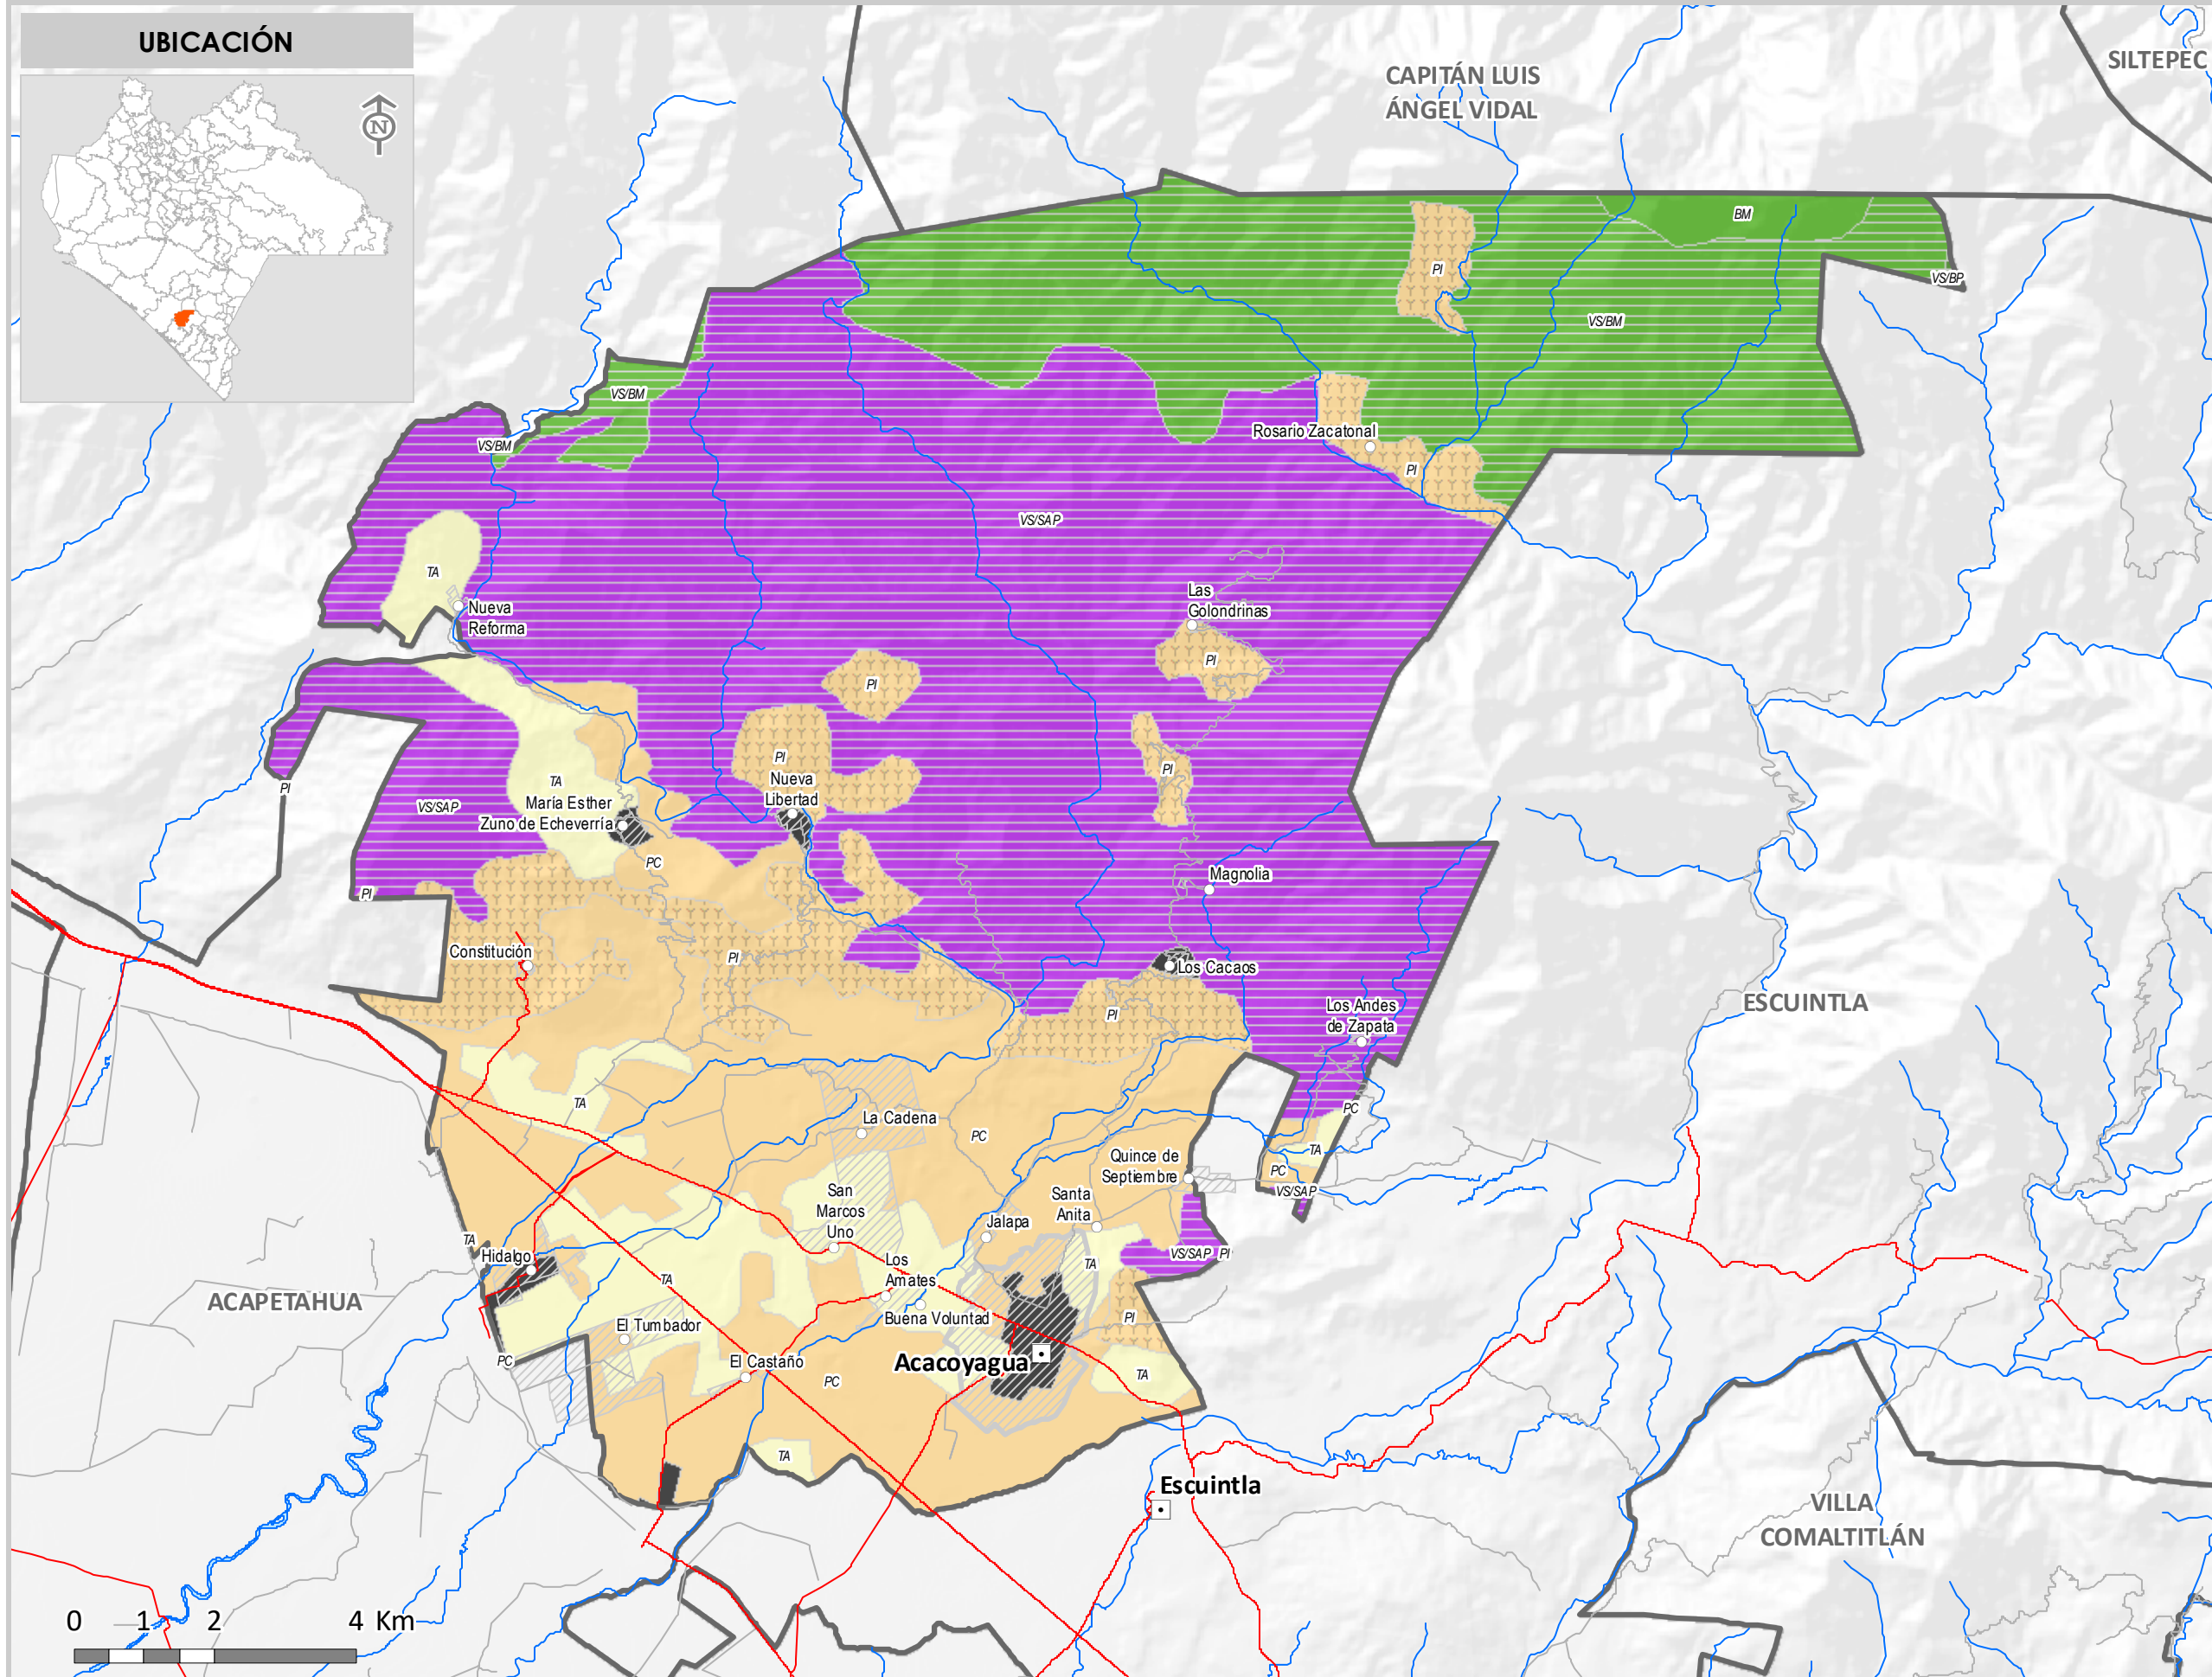 UBICACIÓN
N
CAPITÁN LUIS
ÁNGEL VIDAL
SILTEPEC
BM
PI
VS/BP
VS/BM
VS/BM
Rosario Zacatonal
VS/BM
PI
VS/SAP
TA
Nueva
Reforma
Las
Golondrinas
PI
PI
PI
PI
PI
TA
Nueva
Libertad
VS/SAP
María Esther
Zuno de Echeverría
PC
Magnolia
PI
Constitución
PI
Los Cacaos
Los Andes
de Zapata
PI
ESCUINTLA
TA
La Cadena
PC
PC
TA
Quince de
Septiembre
PC
VS/SAP
San
Marcos
Uno
Santa
Anita
Jalapa
TA
Hidalgo
VS/SAP
PI
Los
Amates
TA
TA
ACAPETAHUA
Buena Voluntad
PI
El Tumbador
PC
El Castaño
Acacoyagua
PC
TA
TA
Escuintla
VILLA
COMALTITLÁN
0 1 2 4 Km